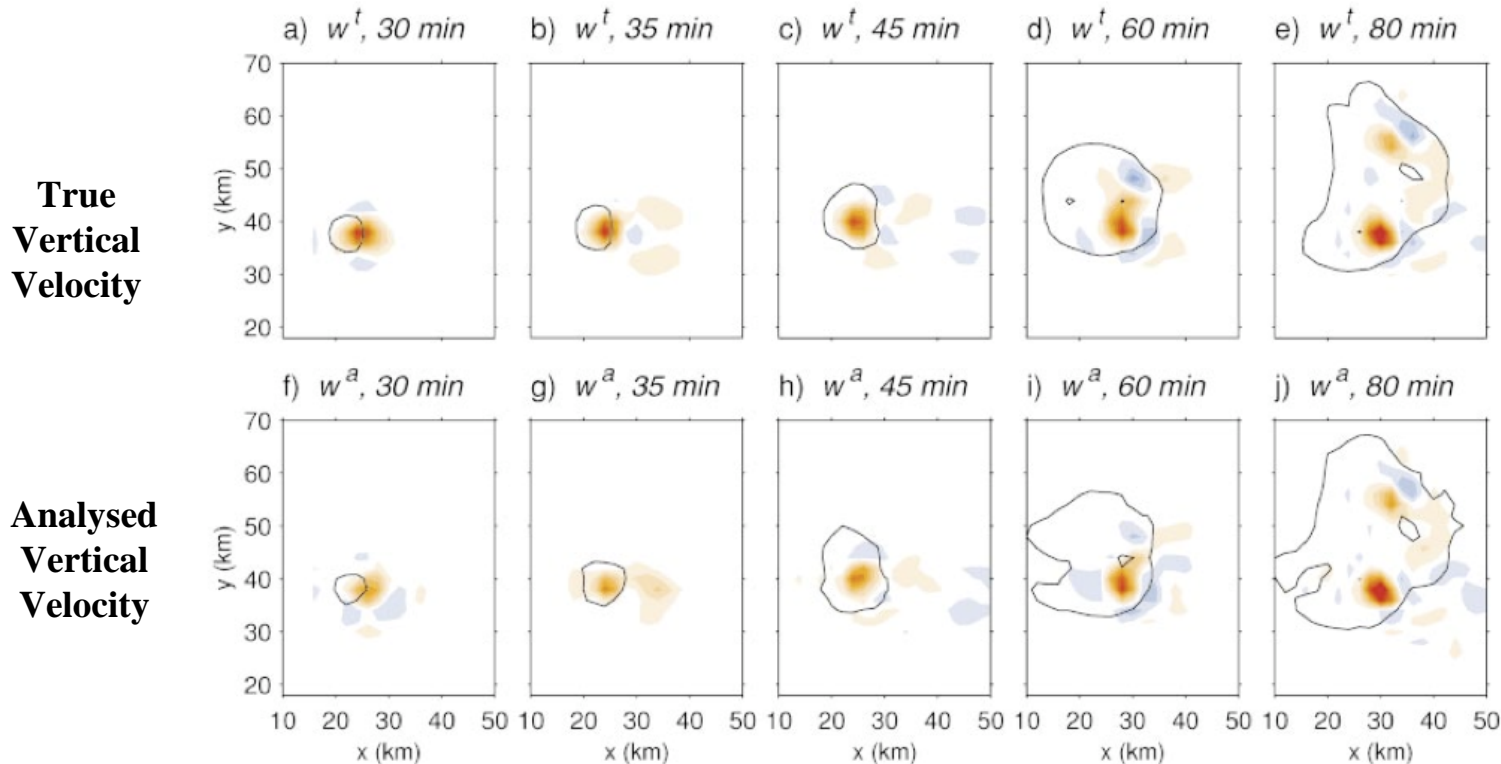 a) w^t, 30 min
b) w^t, 35 min
c) w^t, 45 min
d) w^t, 60 min
e) w^t, 80 min
True
Vertical
Velocity
y (km)
70
60
50
40
30
20
f) w^a, 30 min
g) w^a, 35 min
h) w^a, 45 min
i) w^a, 60 min
j) w^a, 80 min
Analysed
Vertical
Velocity
y (km)
70
60
50
40
30
20
10 20 30 40 50
10 20 30 40 50
10 20 30 40 50
10 20 30 40 50
10 20 30 40 50
x (km)
x (km)
x (km)
x (km)
x (km)